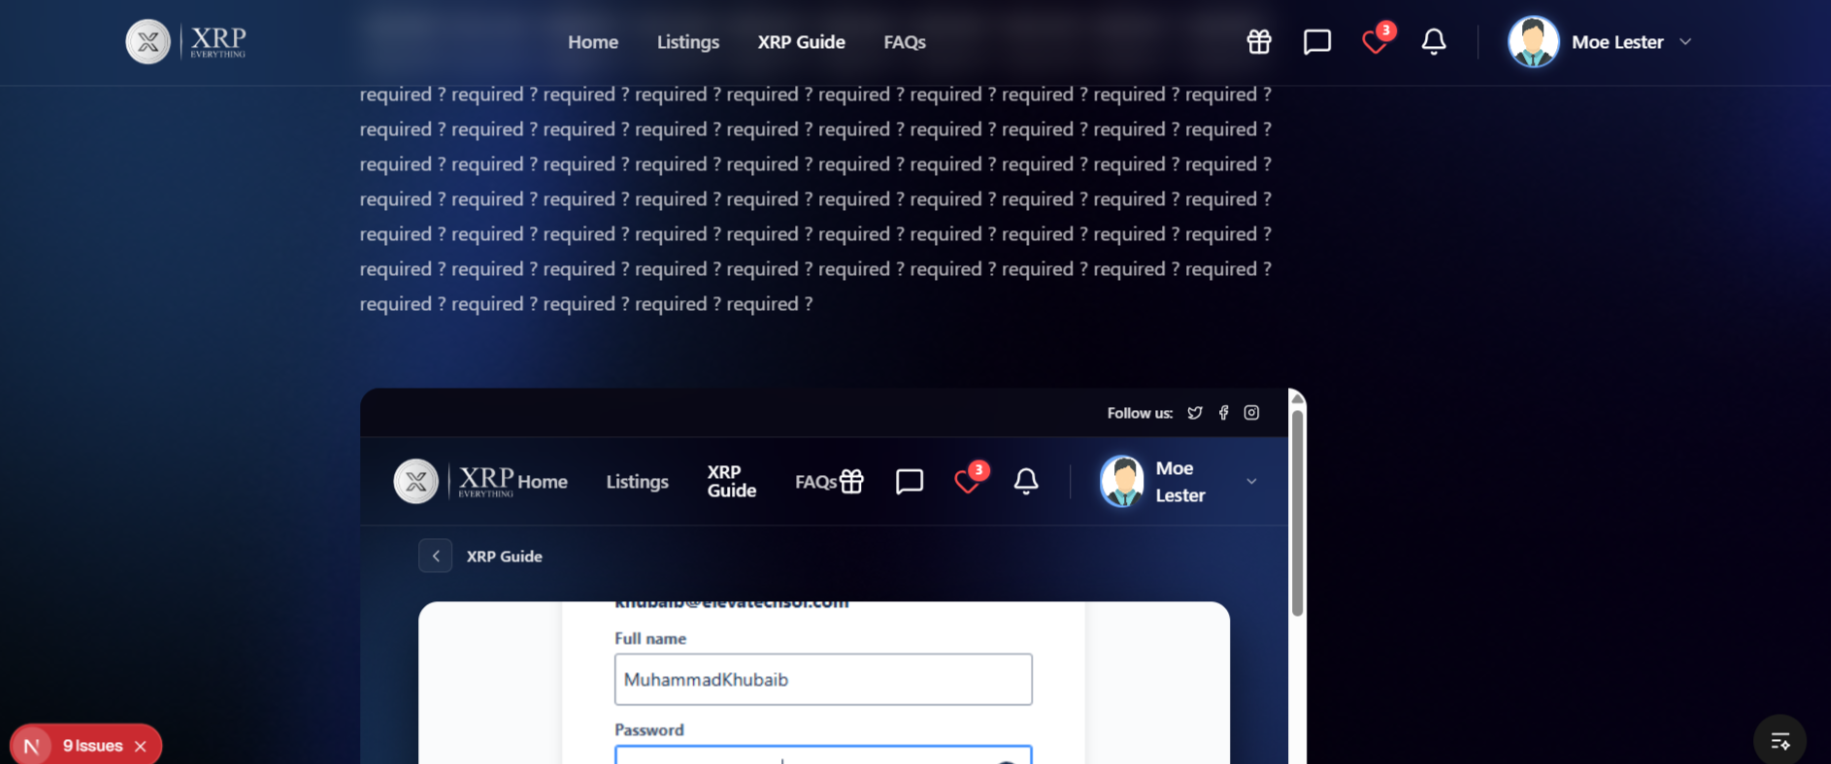 XRP
EVERYTHING
Home Listings XRP Guide FAQs
3
Moe Lester
required ? required ? required ? required ? required ? required ? required ? required ? required ? required ?
required ? required ? required ? required ? required ? required ? required ? required ? required ? required ?
required ? required ? required ? required ? required ? required ? required ? required ? required ? required ?
required ? required ? required ? required ? required ? required ? required ? required ? required ? required ?
required ? required ? required ? required ? required ? required ? required ? required ? required ? required ?
required ? required ? required ? required ? required ? required ? required ? required ? required ? required ?
required ? required ? required ? required ? required ?
Follow us:
XRP
EVERYTHING
Home Listings XRP Guide FAQs
3
Moe Lester
XRP Guide
khubaib@elevatechsol.com
Full name
MuhammadKhubaib
Password
N 9 Issues